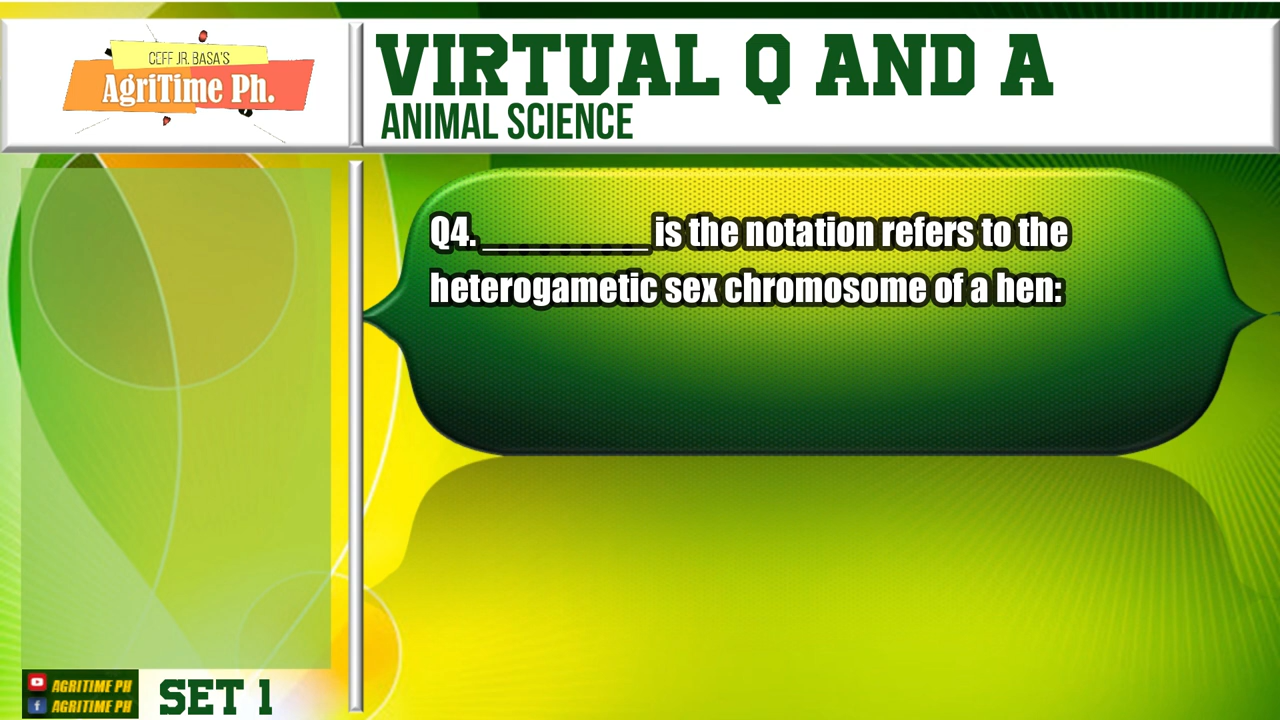 CEFF JR. BASA'S
AgriTime Ph.
VIRTUAL Q AND A
ANIMAL SCIENCE
Q4. _________ is the notation refers to the
heterogametic sex chromosome of a hen:
AGRITIME PH
AGRITIME PH
SET 1